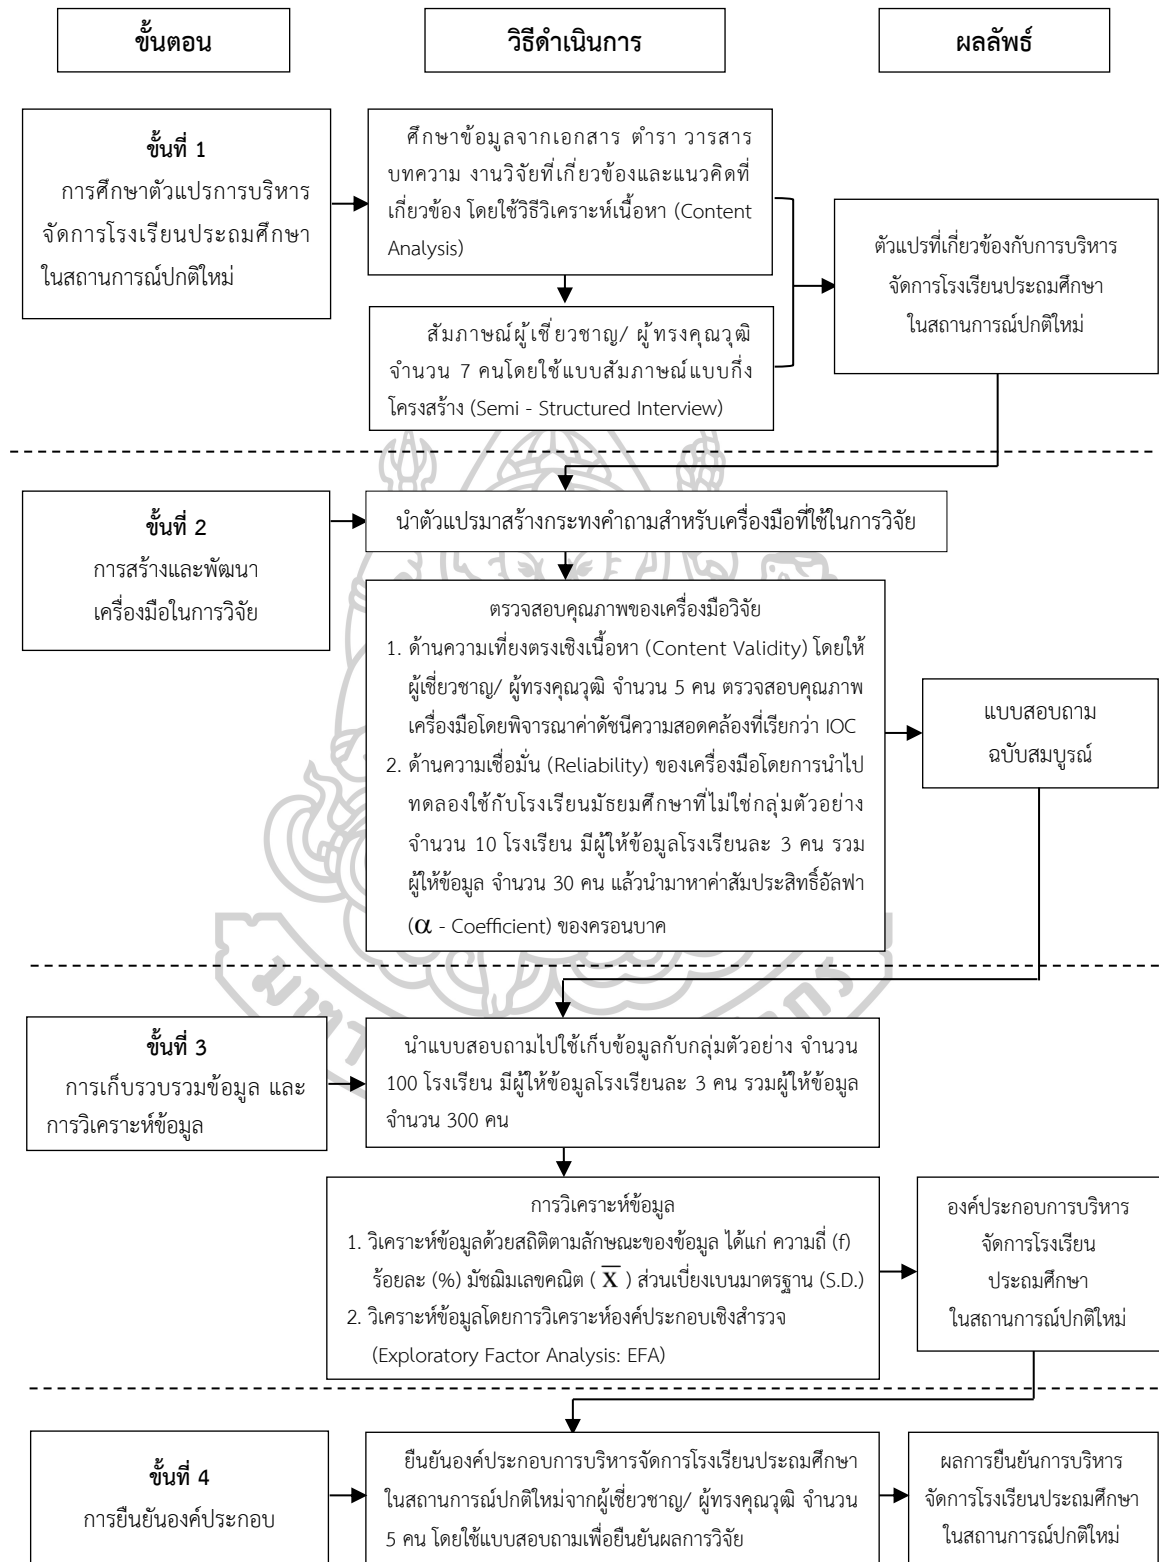 ขั้นตอน
วิธีดำเนินการ
ผลลัพธ์
ขั้นที่ 1
การศึกษาตัวแปรการบริหาร
จัดการโรงเรียนประถมศึกษา
ในสถานการณ์ปกติใหม่
ศึกษาข้อมูลจากเอกสาร ตำรา วารสาร
บทความ งานวิจัยที่เกี่ยวข้องและแนวคิดที่
เกี่ยวข้อง โดยใช้วิธีวิเคราะห์เนื้อหา (Content
Analysis)
สัมภาษณ์ผู้เชี่ยวชาญ/ ผู้ทรงคุณวุฒิ
จำนวน 7 คนโดยใช้แบบสัมภาษณ์แบบกึ่ง
โครงสร้าง (Semi - Structured Interview)
ตัวแปรที่เกี่ยวข้องกับการบริหาร
จัดการโรงเรียนประถมศึกษา
ในสถานการณ์ปกติใหม่
ขั้นที่ 2
การสร้างและพัฒนา
เครื่องมือในการวิจัย
นำตัวแปรมาสร้างกระทงคำถามสำหรับเครื่องมือที่ใช้ในการวิจัย
ตรวจสอบคุณภาพของเครื่องมือวิจัย
1. ด้านความเที่ยงตรงเชิงเนื้อหา (Content Validity) โดยให้
ผู้เชี่ยวชาญ/ ผู้ทรงคุณวุฒิ จำนวน 5 คน ตรวจสอบคุณภาพ
เครื่องมือโดยพิจารณาค่าดัชนีความสอดคล้องที่เรียกว่า IOC
2. ด้านความเชื่อมั่น (Reliability) ของเครื่องมือโดยการนำไป
ทดลองใช้กับโรงเรียนมัธยมศึกษาที่ไม่ใช่กลุ่มตัวอย่าง
จำนวน 10 โรงเรียน มีผู้ให้ข้อมูลโรงเรียนละ 3 คน รวม
ผู้ให้ข้อมูล จำนวน 30 คน แล้วนำมาหาค่าสัมประสิทธิ์อัลฟา
(α - Coefficient) ของครอนบาค
แบบสอบถาม
ฉบับสมบูรณ์
ขั้นที่ 3
การเก็บรวบรวมข้อมูล และ
การวิเคราะห์ข้อมูล
นำแบบสอบถามไปใช้เก็บข้อมูลกับกลุ่มตัวอย่าง จำนวน
100 โรงเรียน มีผู้ให้ข้อมูลโรงเรียนละ 3 คน รวมผู้ให้ข้อมูล
จำนวน 300 คน
การวิเคราะห์ข้อมูล
1. วิเคราะห์ข้อมูลด้วยสถิติตามลักษณะของข้อมูล ได้แก่ ความถี่ (f)
ร้อยละ (%) มัชฌิมเลขคณิต ( X̅ ) ส่วนเบี่ยงเบนมาตรฐาน (S.D.)
2. วิเคราะห์ข้อมูลโดยการวิเคราะห์องค์ประกอบเชิงสำรวจ
(Exploratory Factor Analysis: EFA)
องค์ประกอบการบริหาร
จัดการโรงเรียน
ประถมศึกษา
ในสถานการณ์ปกติใหม่
ขั้นที่ 4
การยืนยันองค์ประกอบ
ยืนยันองค์ประกอบการบริหารจัดการโรงเรียนประถมศึกษา
ในสถานการณ์ปกติใหม่จากผู้เชี่ยวชาญ/ ผู้ทรงคุณวุฒิ จำนวน
5 คน โดยใช้แบบสอบถามเพื่อยืนยันผลการวิจัย
ผลการยืนยันการบริหาร
จัดการโรงเรียนประถมศึกษา
ในสถานการณ์ปกติใหม่